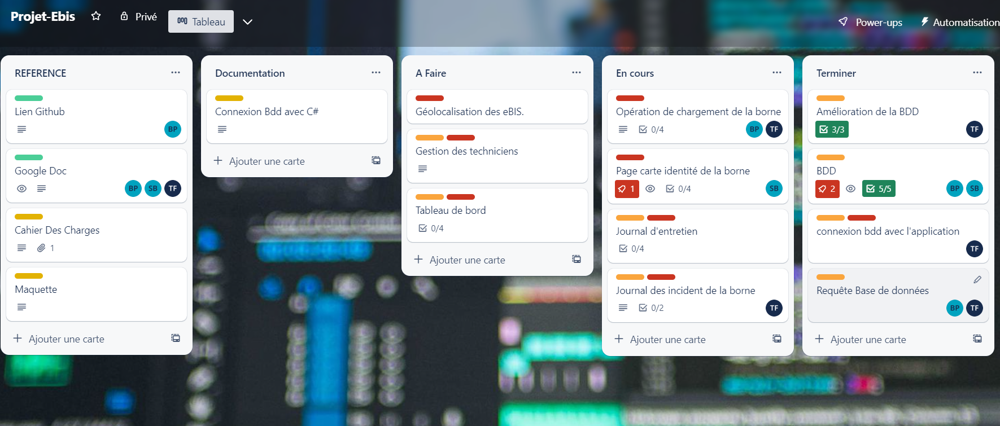 Projet-Ebis
Privé
Tableau
Power-ups
Automatisation
REFERENCE
Lien Github
BP
Google Doc
BP SB TF
Cahier Des Charges
1
Maquette
Ajouter une carte
Documentation
Connexion Bdd avec C#
Ajouter une carte
A Faire
Géolocalisation des eBIS.
Gestion des techniciens
Tableau de bord
0/4
Ajouter une carte
En cours
Opération de chargement de la borne
0/4 BP TF
Page carte identité de la borne
1 0/4 SB
Journal d'entretien
0/4
Journal des incident de la borne
0/2 TF
Ajouter une carte
Terminer
Amélioration de la BDD
3/3 TF
BDD
2 5/5 BP SB
connexion bdd avec l'application
TF
Requête Base de données
BP TF
Ajouter une carte